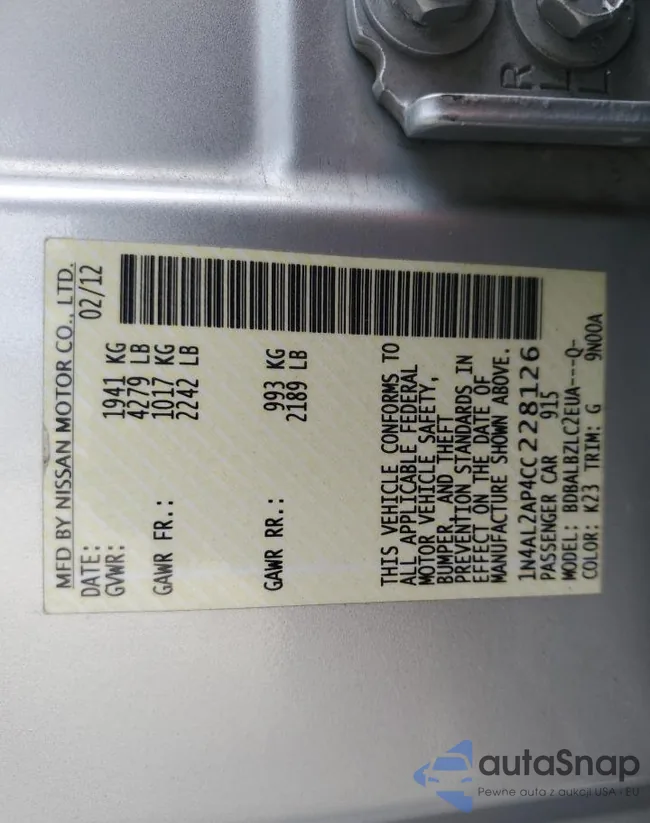 R
L
MFD BY NISSAN MOTOR CO., LTD.
DATE: 02/12
GVWR: 1941 KG
4279 LB
GAWR FR.: 1017 KG
2242 LB
GAWR RR.: 993 KG
2189 LB
THIS VEHICLE CONFORMS TO
ALL APPLICABLE FEDERAL
MOTOR VEHICLE SAFETY,
BUMPER, AND THEFT
PREVENTION STANDARDS IN
EFFECT ON THE DATE OF
MANUFACTURE SHOWN ABOVE.
1N4AL2AP4CC228126
PASSENGER CAR 915
MODEL: BDBALBZLC2EUA---Q-
COLOR: K23 TRIM: G 9N00A
autoSnap
Pewne auta z aukcji USA - EU